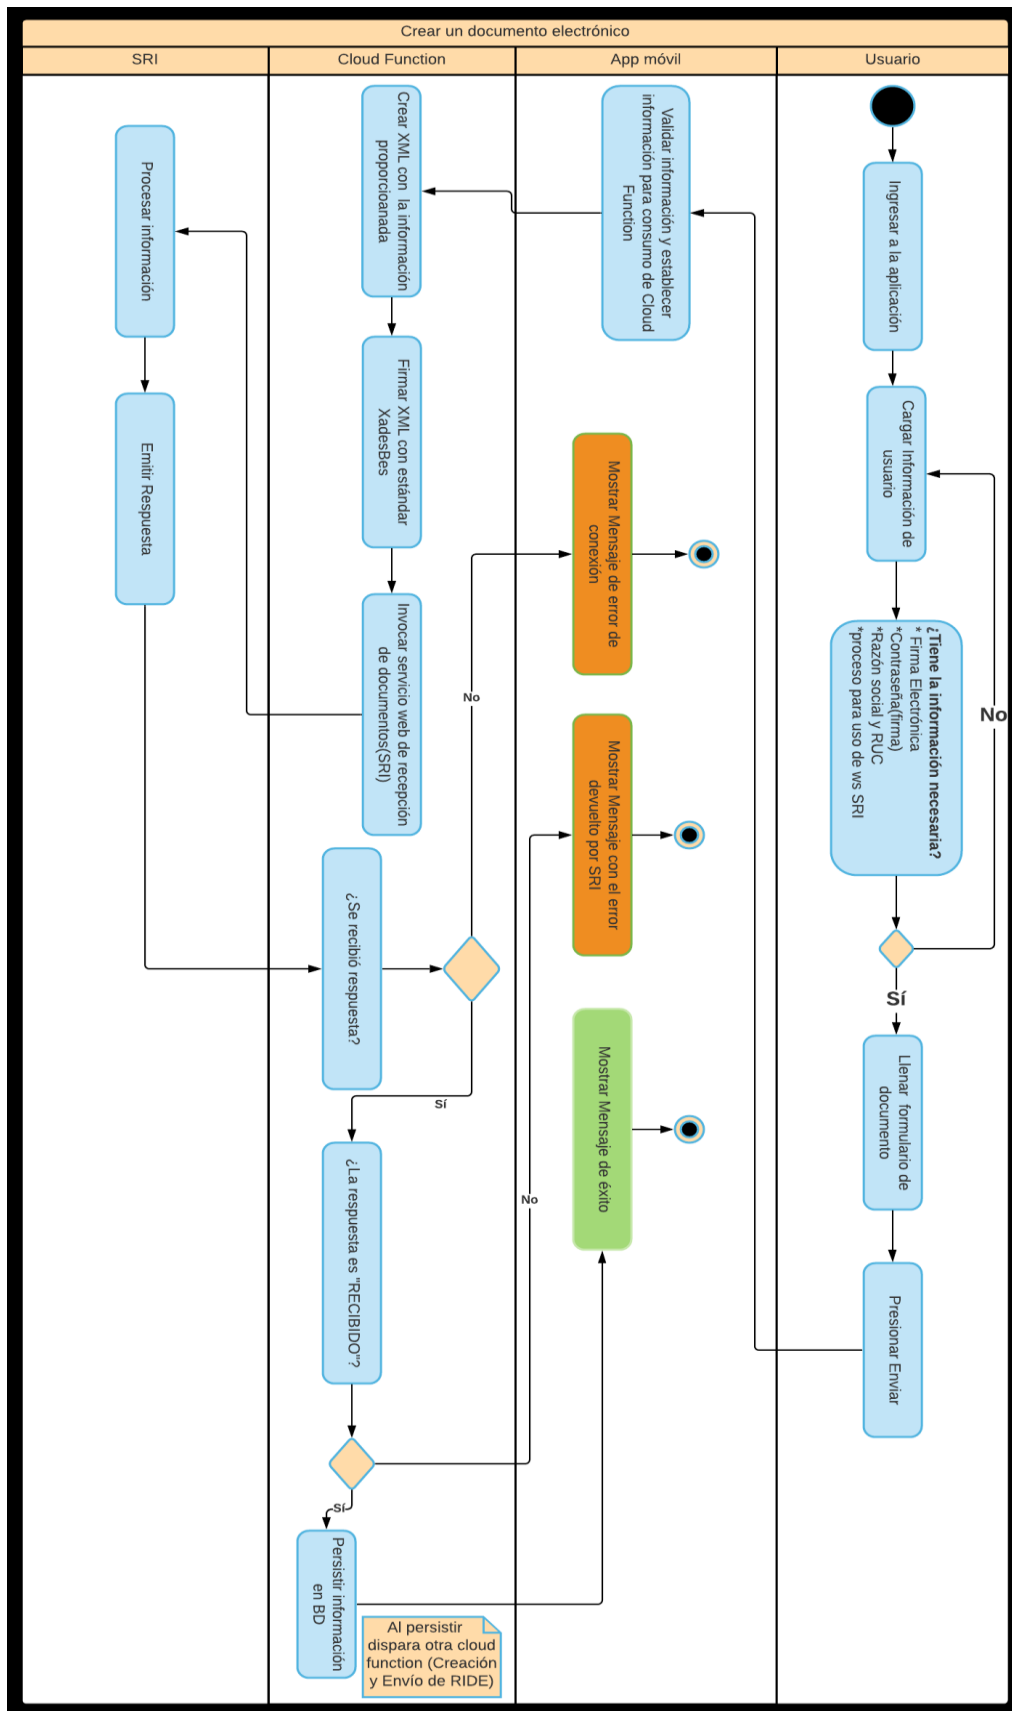 Crear un documento electrónico
SRI
Cloud Function
App móvil
Usuario
Ingresar a la aplicación
Cargar Información de
usuario
¿Tiene la información necesaria?
* Firma Electrónica
*Contraseña(firma)
*Razón social y RUC
*proceso para uso de ws SRI
No
Sí
Llenar formulario de
documento
Presionar Enviar
Validar información y establecer
información para consumo de Cloud
Function
Crear XML con la información
proporcioanada
Firmar XML con estándar
XadesBes
Invocar servicio web de recepción
de documentos(SRI)
Procesar información
Emitir Respuesta
¿Se recibió respuesta?
No
Sí
Mostrar Mensaje de error de
conexión
¿La respuesta es "RECIBIDO"?
No
Sí
Mostrar Mensaje con el error
devuelto por SRI
Persistir información
en BD
Al persistir
dispara otra cloud
function (Creación
y Envío de RIDE)
Mostrar Mensaje de éxito